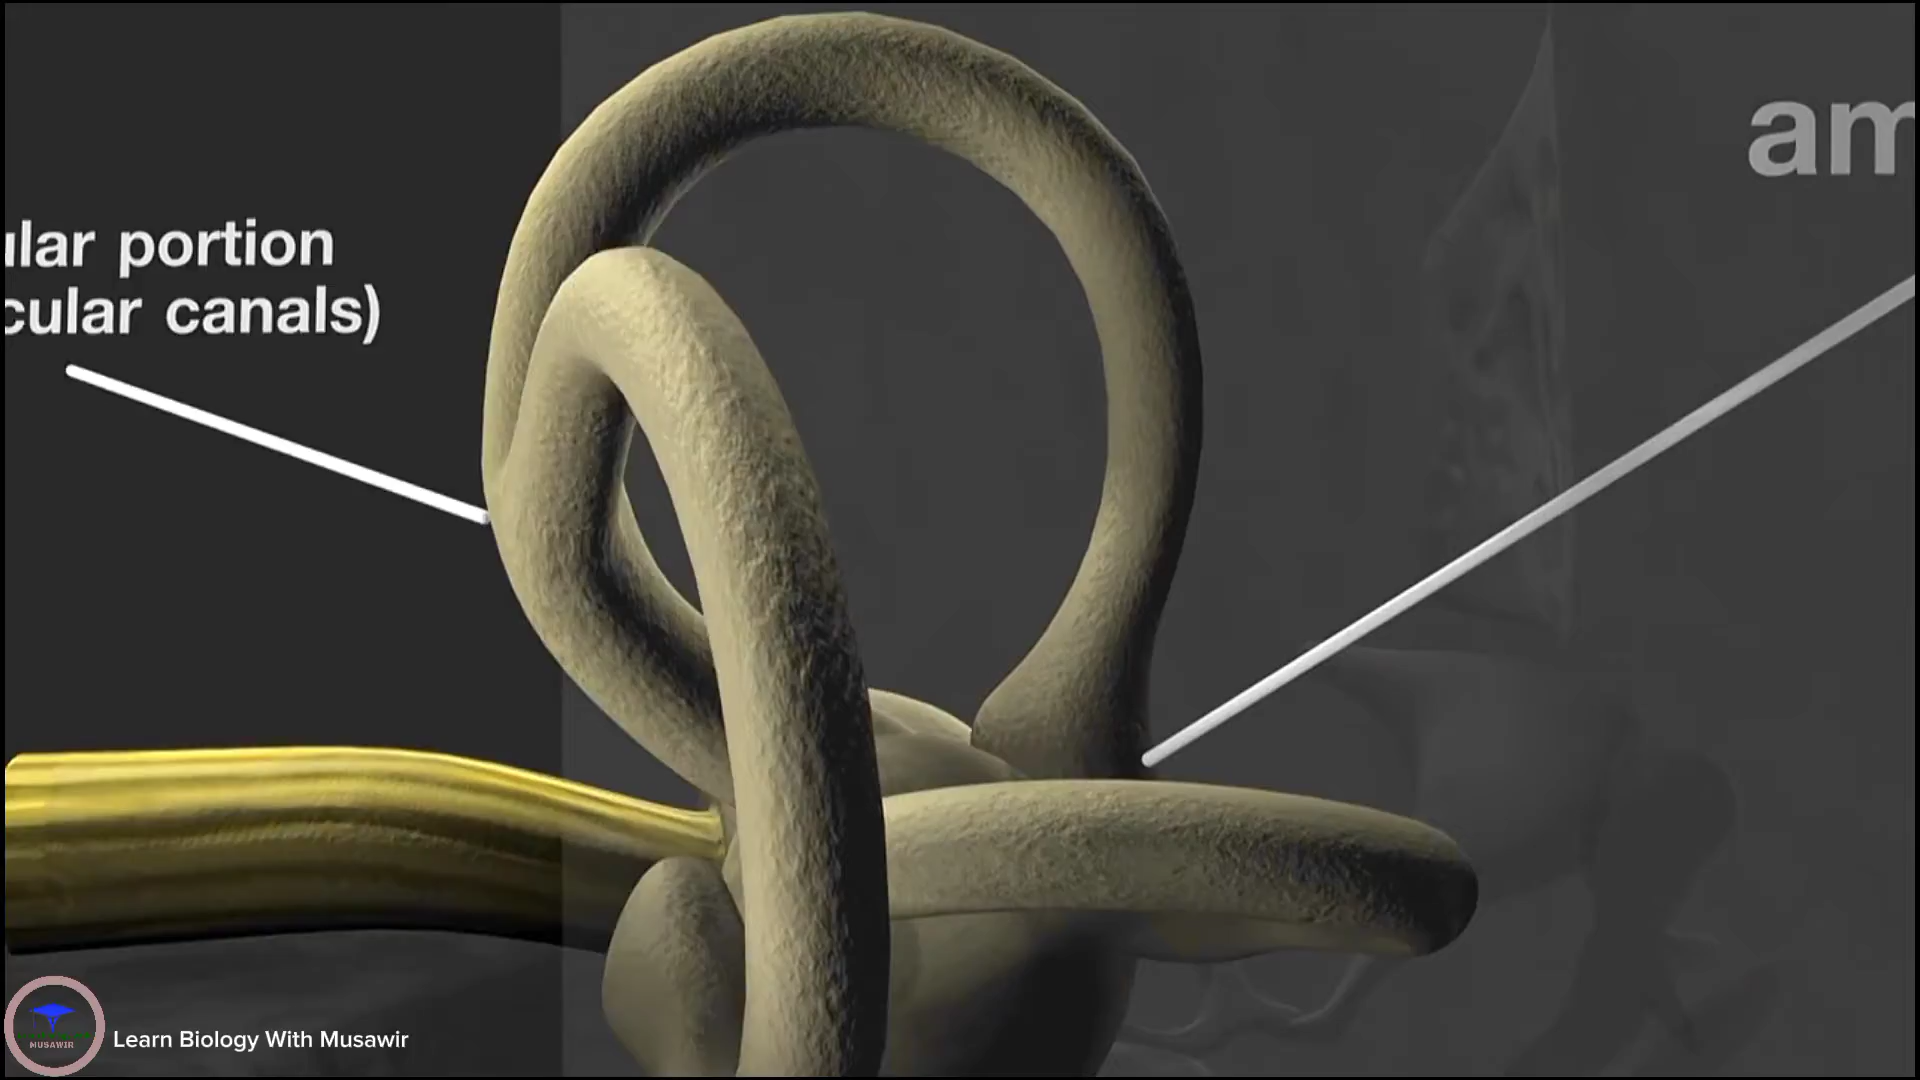 ular portion
cular canals)
am
MUSAWIR
Learn Biology With Musawir